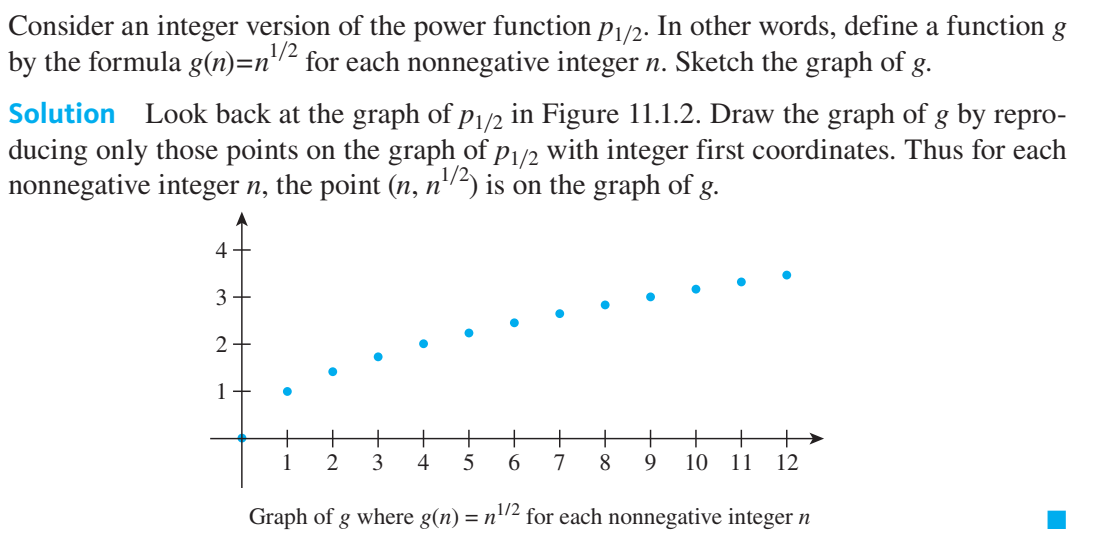 Consider an integer version of the power function p₁/₂. In other words, define a function g
by the formula g(n)=n¹/² for each nonnegative integer n. Sketch the graph of g.
Solution Look back at the graph of p₁/₂ in Figure 11.1.2. Draw the graph of g by repro-
ducing only those points on the graph of p₁/₂ with integer first coordinates. Thus for each
nonnegative integer n, the point (n, n¹/²) is on the graph of g.
4
3
2
1
1 2 3 4 5 6 7 8 9 10 11 12
Graph of g where g(n) = n¹/² for each nonnegative integer n